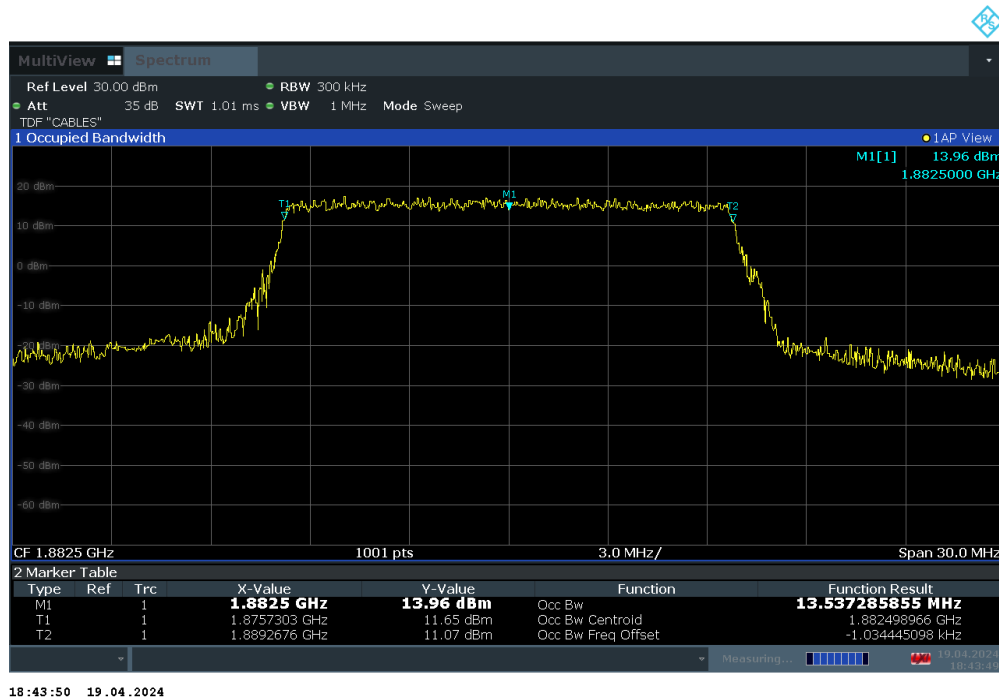 R&S
MultiView Spectrum
Ref Level 30.00 dBm RBW 300 kHz
Att 35 dB SWT 1.01 ms VBW 1 MHz Mode Sweep
TDF "CABLES"
1 Occupied Bandwidth 1AP View
M1[1] 13.96 dBm
1.8825000 GHz
20 dBm
M1
T1 T2
10 dBm
0 dBm
-10 dBm
-20 dBm
-30 dBm
-40 dBm
-50 dBm
-60 dBm
CF 1.8825 GHz 1001 pts 3.0 MHz/ Span 30.0 MHz
2 Marker Table
Type Ref Trc X-Value Y-Value Function Function Result
M1 1 1.8825 GHz 13.96 dBm Occ Bw 13.537285855 MHz
T1 1 1.8757303 GHz 11.65 dBm Occ Bw Centroid 1.882498966 GHz
T2 1 1.8892676 GHz 11.07 dBm Occ Bw Freq Offset -1.034445098 kHz
Measuring... 19.04.2024
18:43:49
18:43:50 19.04.2024